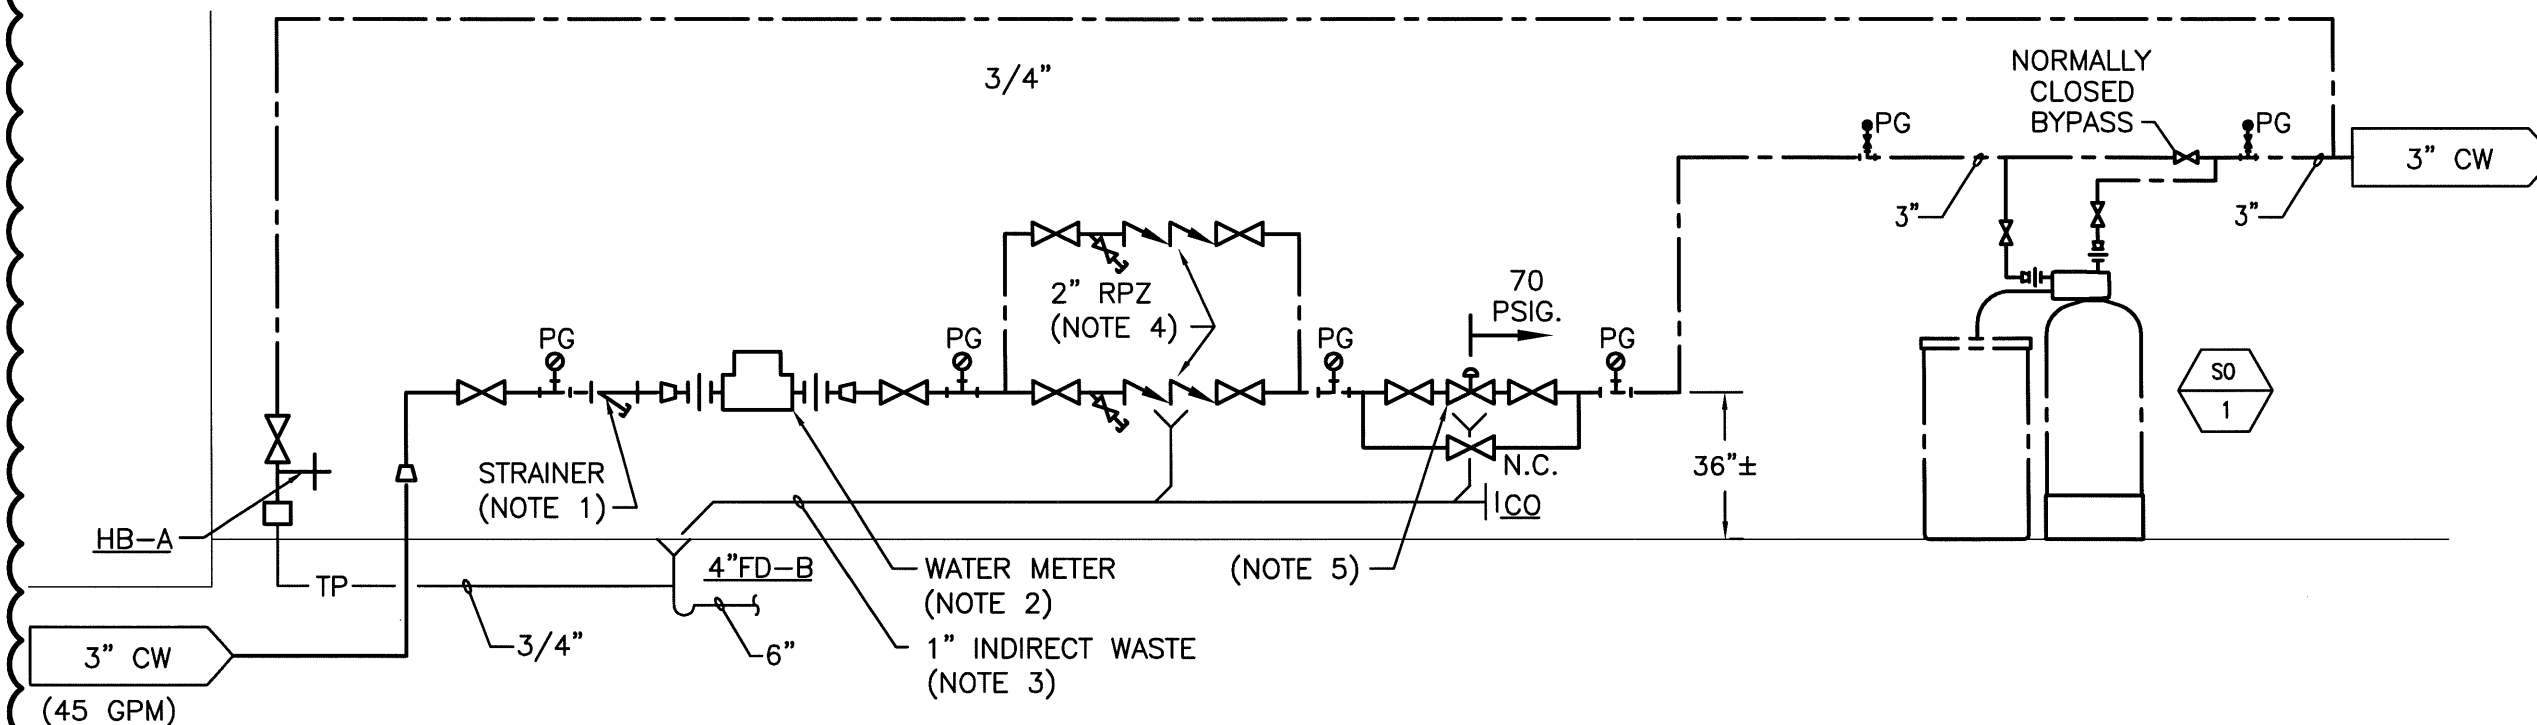 3/4"
NORMALLY
CLOSED
BYPASS
PG
PG
3" CW
3"
3"
2" RPZ
(NOTE 4)
70
PSIG.
PG
PG
PG
PG
SO
1
STRAINER
(NOTE 1)
N.C.
36"±
CO
HB-A
4"FD-B
WATER METER
(NOTE 2)
(NOTE 5)
TP
3/4"
6"
1" INDIRECT WASTE
(NOTE 3)
3" CW
(45 GPM)